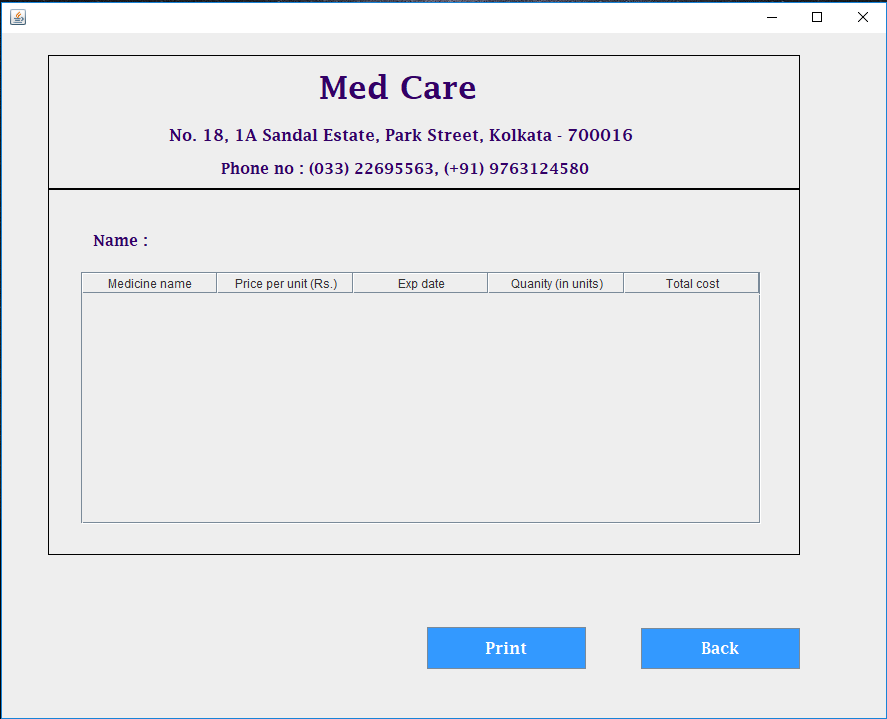 Med Care
No. 18, 1A Sandal Estate, Park Street, Kolkata - 700016
Phone no : (033) 22695563, (+91) 9763124580
Name :
Medicine name Price per unit (Rs.) Exp date Quanity (in units) Total cost
Print Back